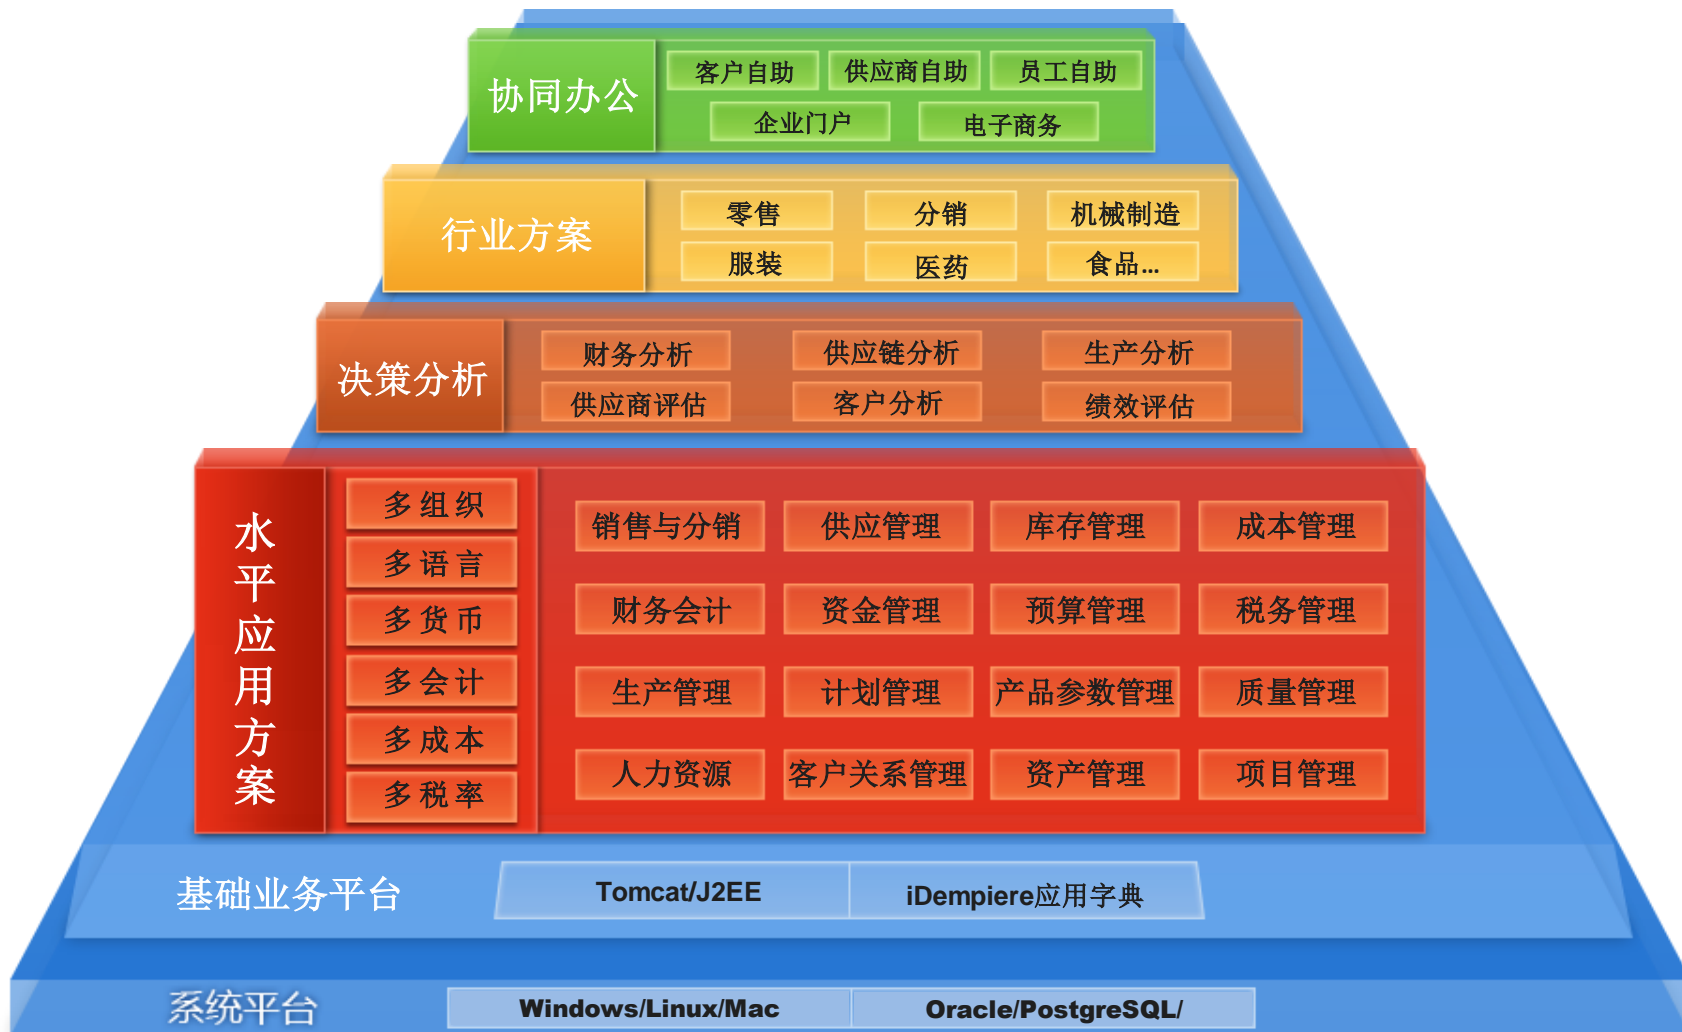 协同办公
客户自助
供应商自助
员工自助
企业门户
电子商务
行业方案
零售
分销
机械制造
服装
医药
食品...
决策分析
财务分析
供应链分析
生产分析
供应商评估
客户分析
绩效评估
水平应用方案
多组织
多语言
多货币
多会计
多成本
多税率
销售与分销
供应管理
库存管理
成本管理
财务会计
资金管理
预算管理
税务管理
生产管理
计划管理
产品参数管理
质量管理
人力资源
客户关系管理
资产管理
项目管理
基础业务平台
Tomcat/J2EE
iDempiere应用字典
系统平台
Windows/Linux/Mac
Oracle/PostgreSQL/